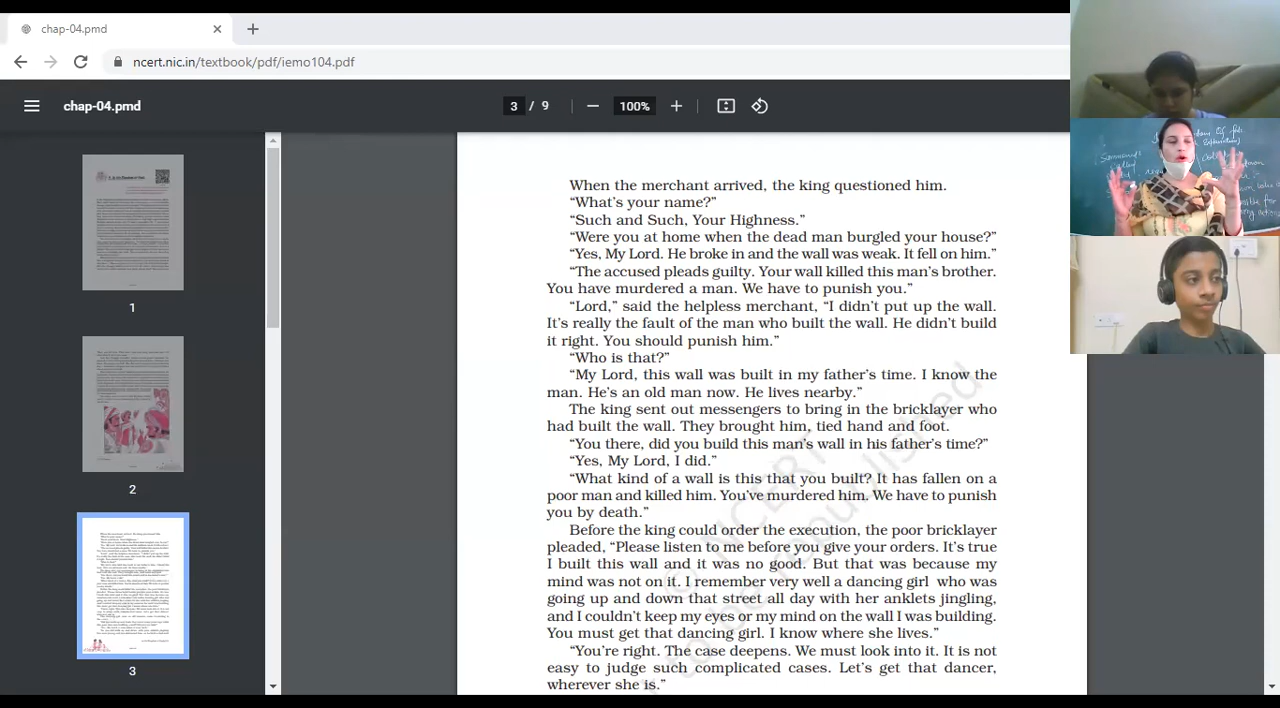 chap-04.pmd
ncert.nic.in/textbook/pdf/iemo104.pdf
chap-04.pmd
3 / 9
100%
1
2
3
When the merchant arrived, the king questioned him.
“What's your name?”
“Such and Such, Your Highness.”
“Were you at home when the dead man burgled your house?”
“Yes, My Lord. He broke in and the wall was weak. It fell on him.”
“The accused pleads guilty. Your wall killed this man's brother.
You have murdered a man. We have to punish you.”
“Lord,” said the helpless merchant, “I didn't put up the wall.
It's really the fault of the man who built the wall. He didn't build
it right. You should punish him.”
“Who is that?”
“My Lord, this wall was built in my father's time. I know the
man. He's an old man now. He lives nearby.”
The king sent out messengers to bring in the bricklayer who
had built the wall. They brought him, tied hand and foot.
“You there, did you build this man's wall in his father's time?”
“Yes, My Lord, I did.”
“What kind of a wall is this that you built? It has fallen on a
poor man and killed him. You've murdered him. We have to punish
you by death.”
Before the king could order the execution, the poor bricklayer
pleaded, “Please listen to me before you give your orders. It's true
I built this wall and it was no good. But that was because my
mind was not on it. I remember very well a dancing girl who was
going up and down that street all day with her anklets jingling,
and I couldn't keep my eyes or my mind on the wall I was building.
You must get that dancing girl. I know where she lives.”
“You're right. The case deepens. We must look into it. It is not
easy to judge such complicated cases. Let's get that dancer,
wherever she is.”